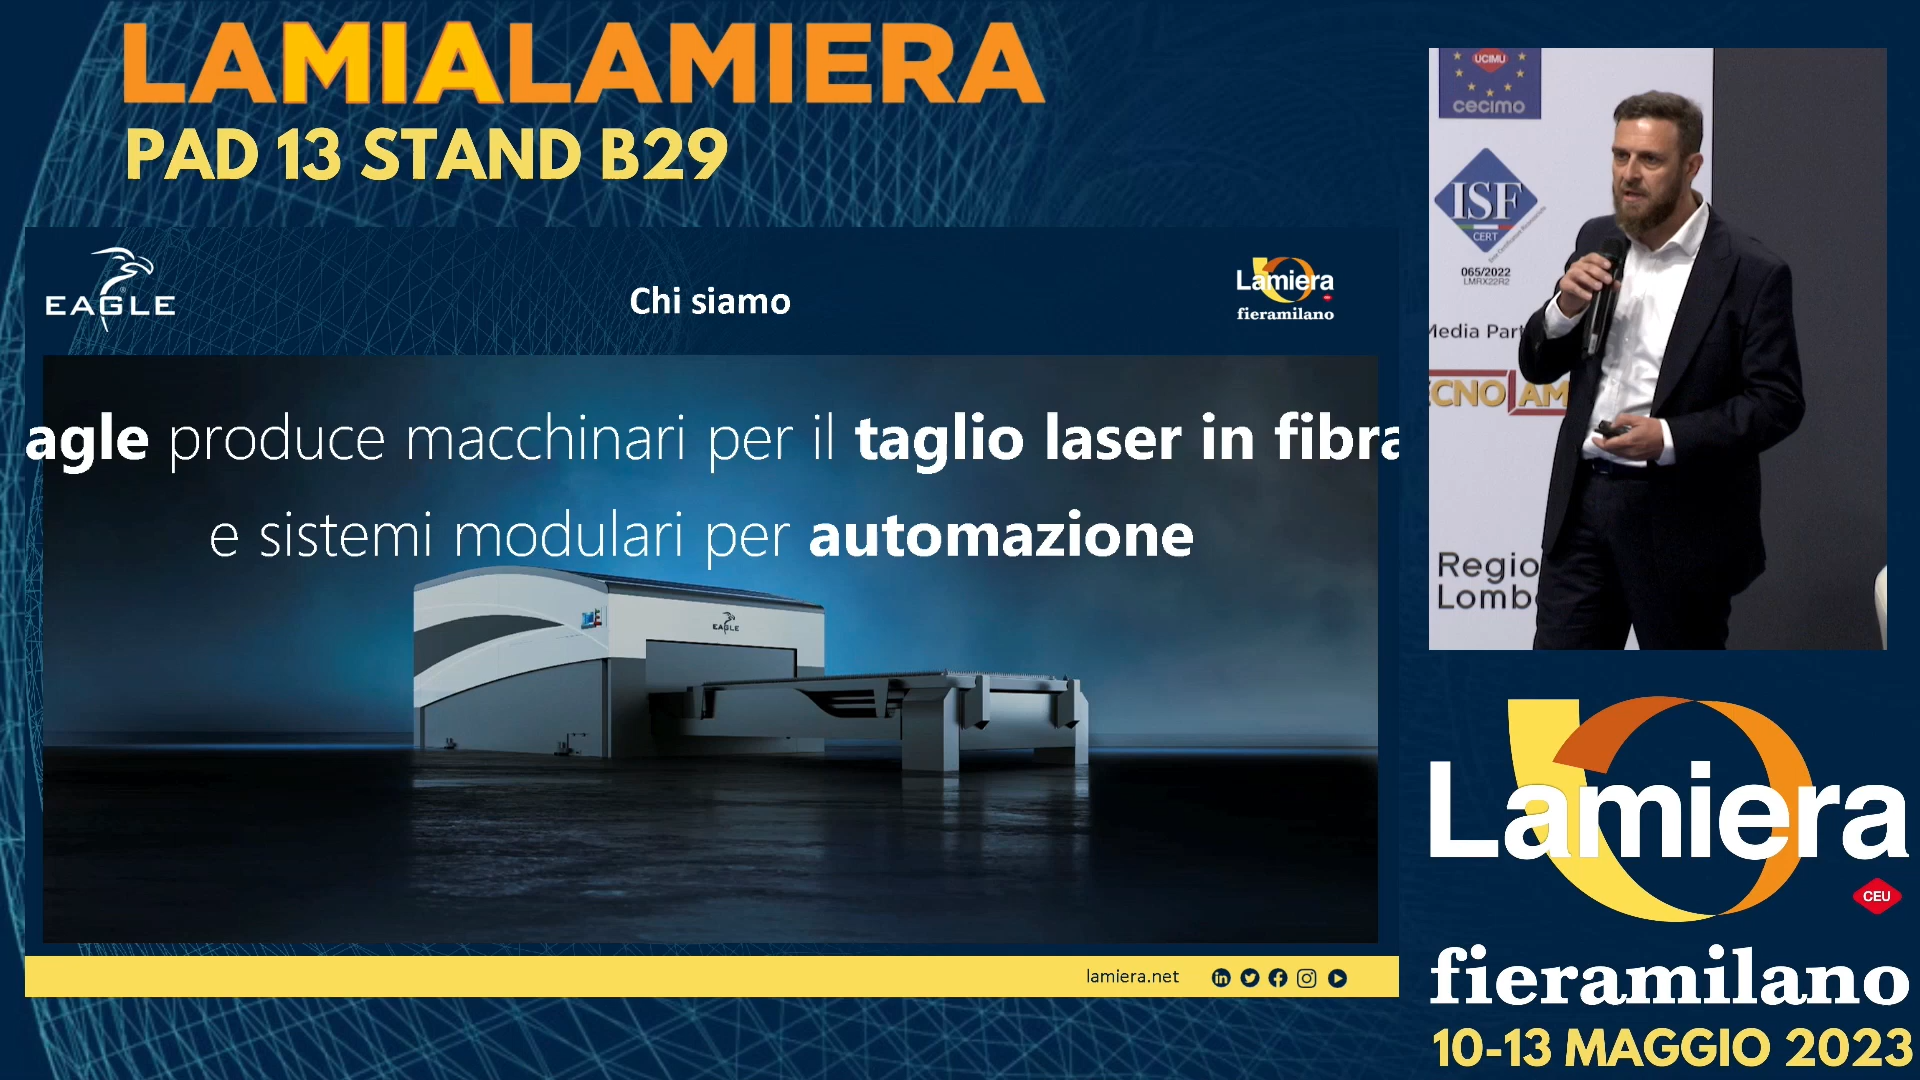 LAMIALAMIERA
PAD 13 STAND B29
EAGLE
Chi siamo
Lamiera
fieramilano
agle produce macchinari per il taglio laser in fibra
e sistemi modulari per automazione
EAGLE
lamiera.net
UCIMU
cecimo
ISF
CERT
065/2022
LMRX22R2
Media Part
ECNOLAM
Regio
Lomb
Lamiera
CEU
fieramilano
10-13 MAGGIO 2023